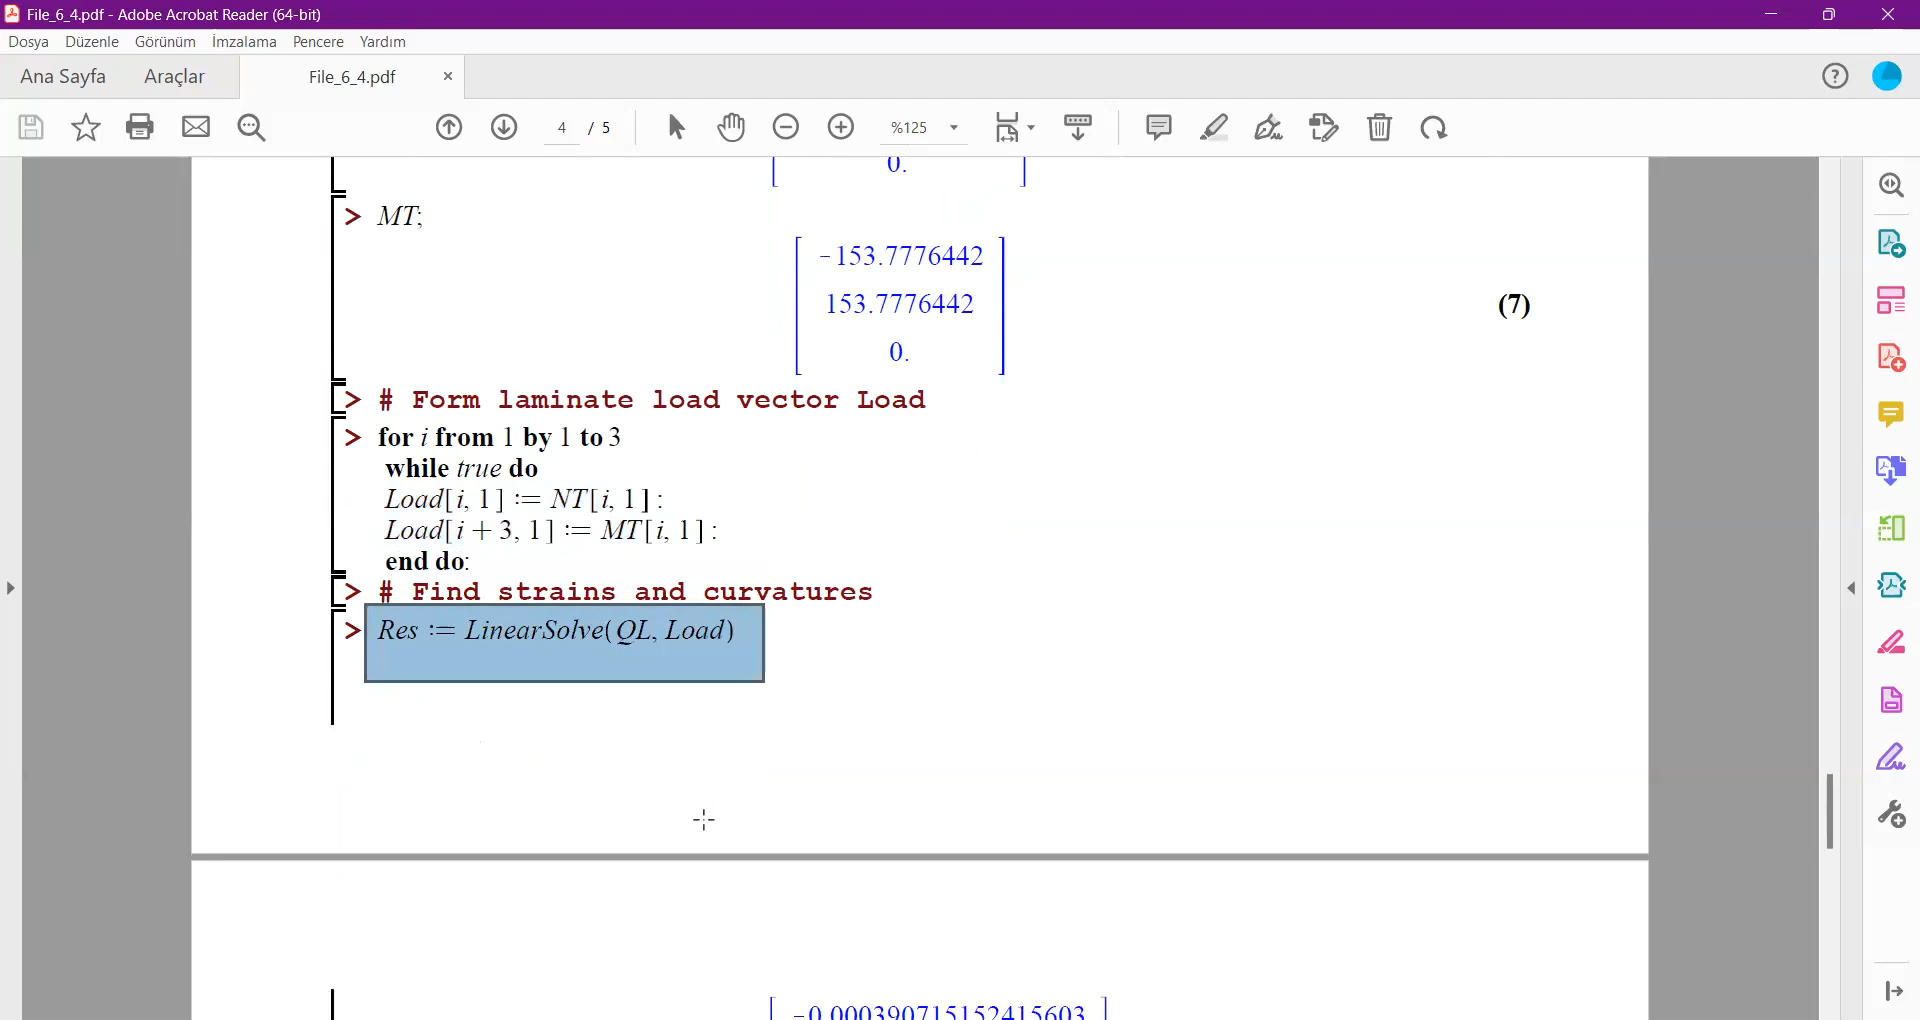 File_6_4.pdf - Adobe Acrobat Reader (64-bit)
Dosya Düzenle Görünüm İmzalama Pencere Yardım
Ana Sayfa Araçlar File_6_4.pdf ×
4 / 5 %125
0.
> MT;
-153.7776442
153.7776442
0.
(7)
> # Form laminate load vector Load
> for i from 1 by 1 to 3
while true do
Load[i, 1] := NT[i, 1] :
Load[i + 3, 1] := MT[i, 1] :
end do:
> # Find strains and curvatures
> Res := LinearSolve(QL, Load)
-0.000390715152415603